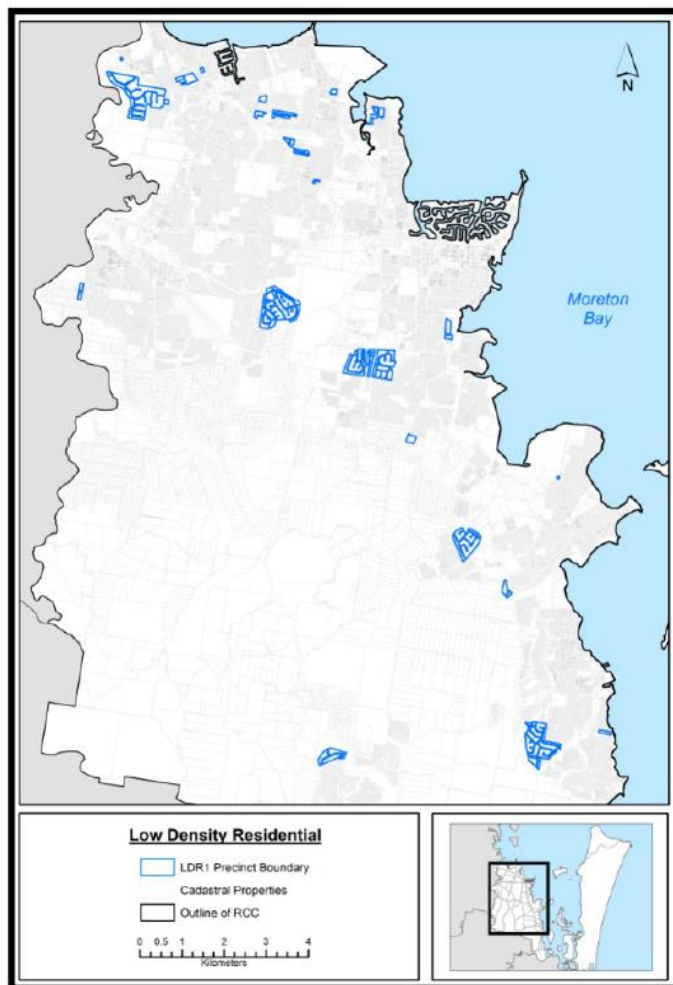 N
Moreton
Bay
Low Density Residential
LDR1 Precinct Boundary
Cadastral Properties
Outline of RCC
0 0.5 1 2 3 4
Kilometers